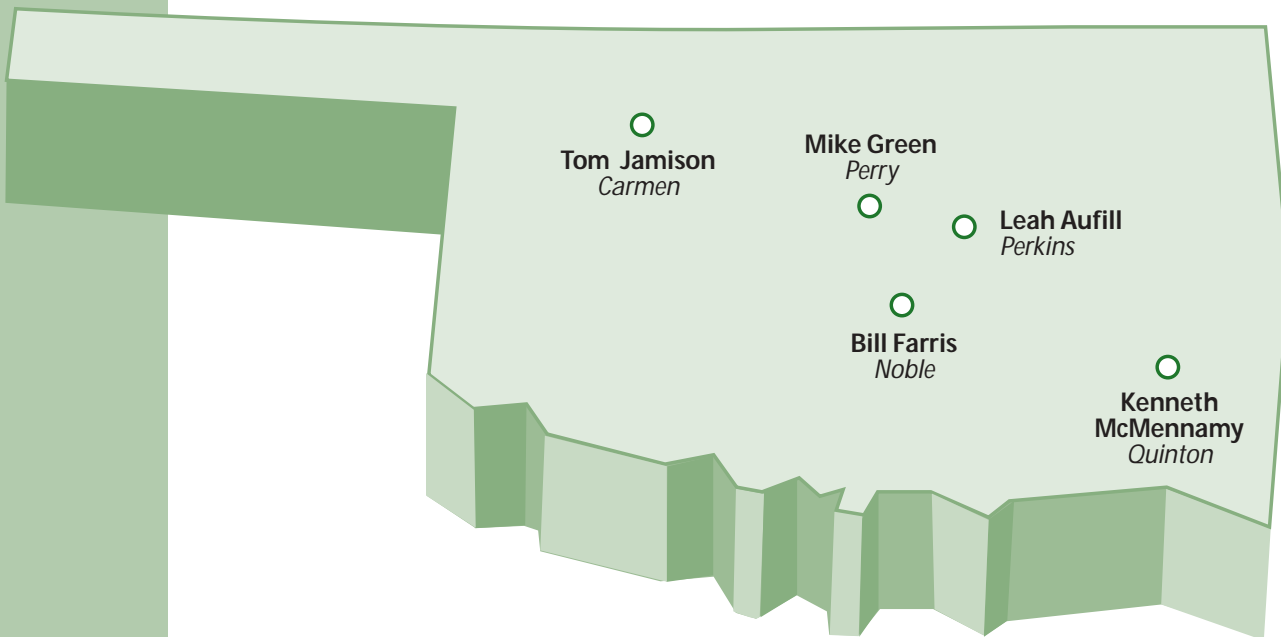 Tom Jamison
Carmen
Mike Green
Perry
Leah Aufill
Perkins
Bill Farris
Noble
Kenneth
McMennamy
Quinton